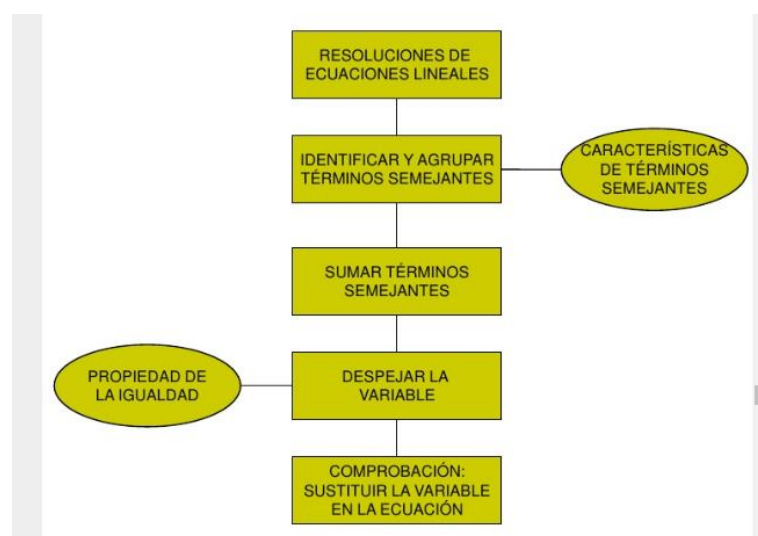 RESOLUCIONES DE
ECUACIONES LINEALES
IDENTIFICAR Y AGRUPAR
TÉRMINOS SEMEJANTES
CARACTERÍSTICAS
DE TÉRMINOS
SEMEJANTES
SUMAR TÉRMINOS
SEMEJANTES
PROPIEDAD DE
LA IGUALDAD
DESPEJAR LA
VARIABLE
COMPROBACIÓN:
SUSTITUIR LA VARIABLE
EN LA ECUACIÓN